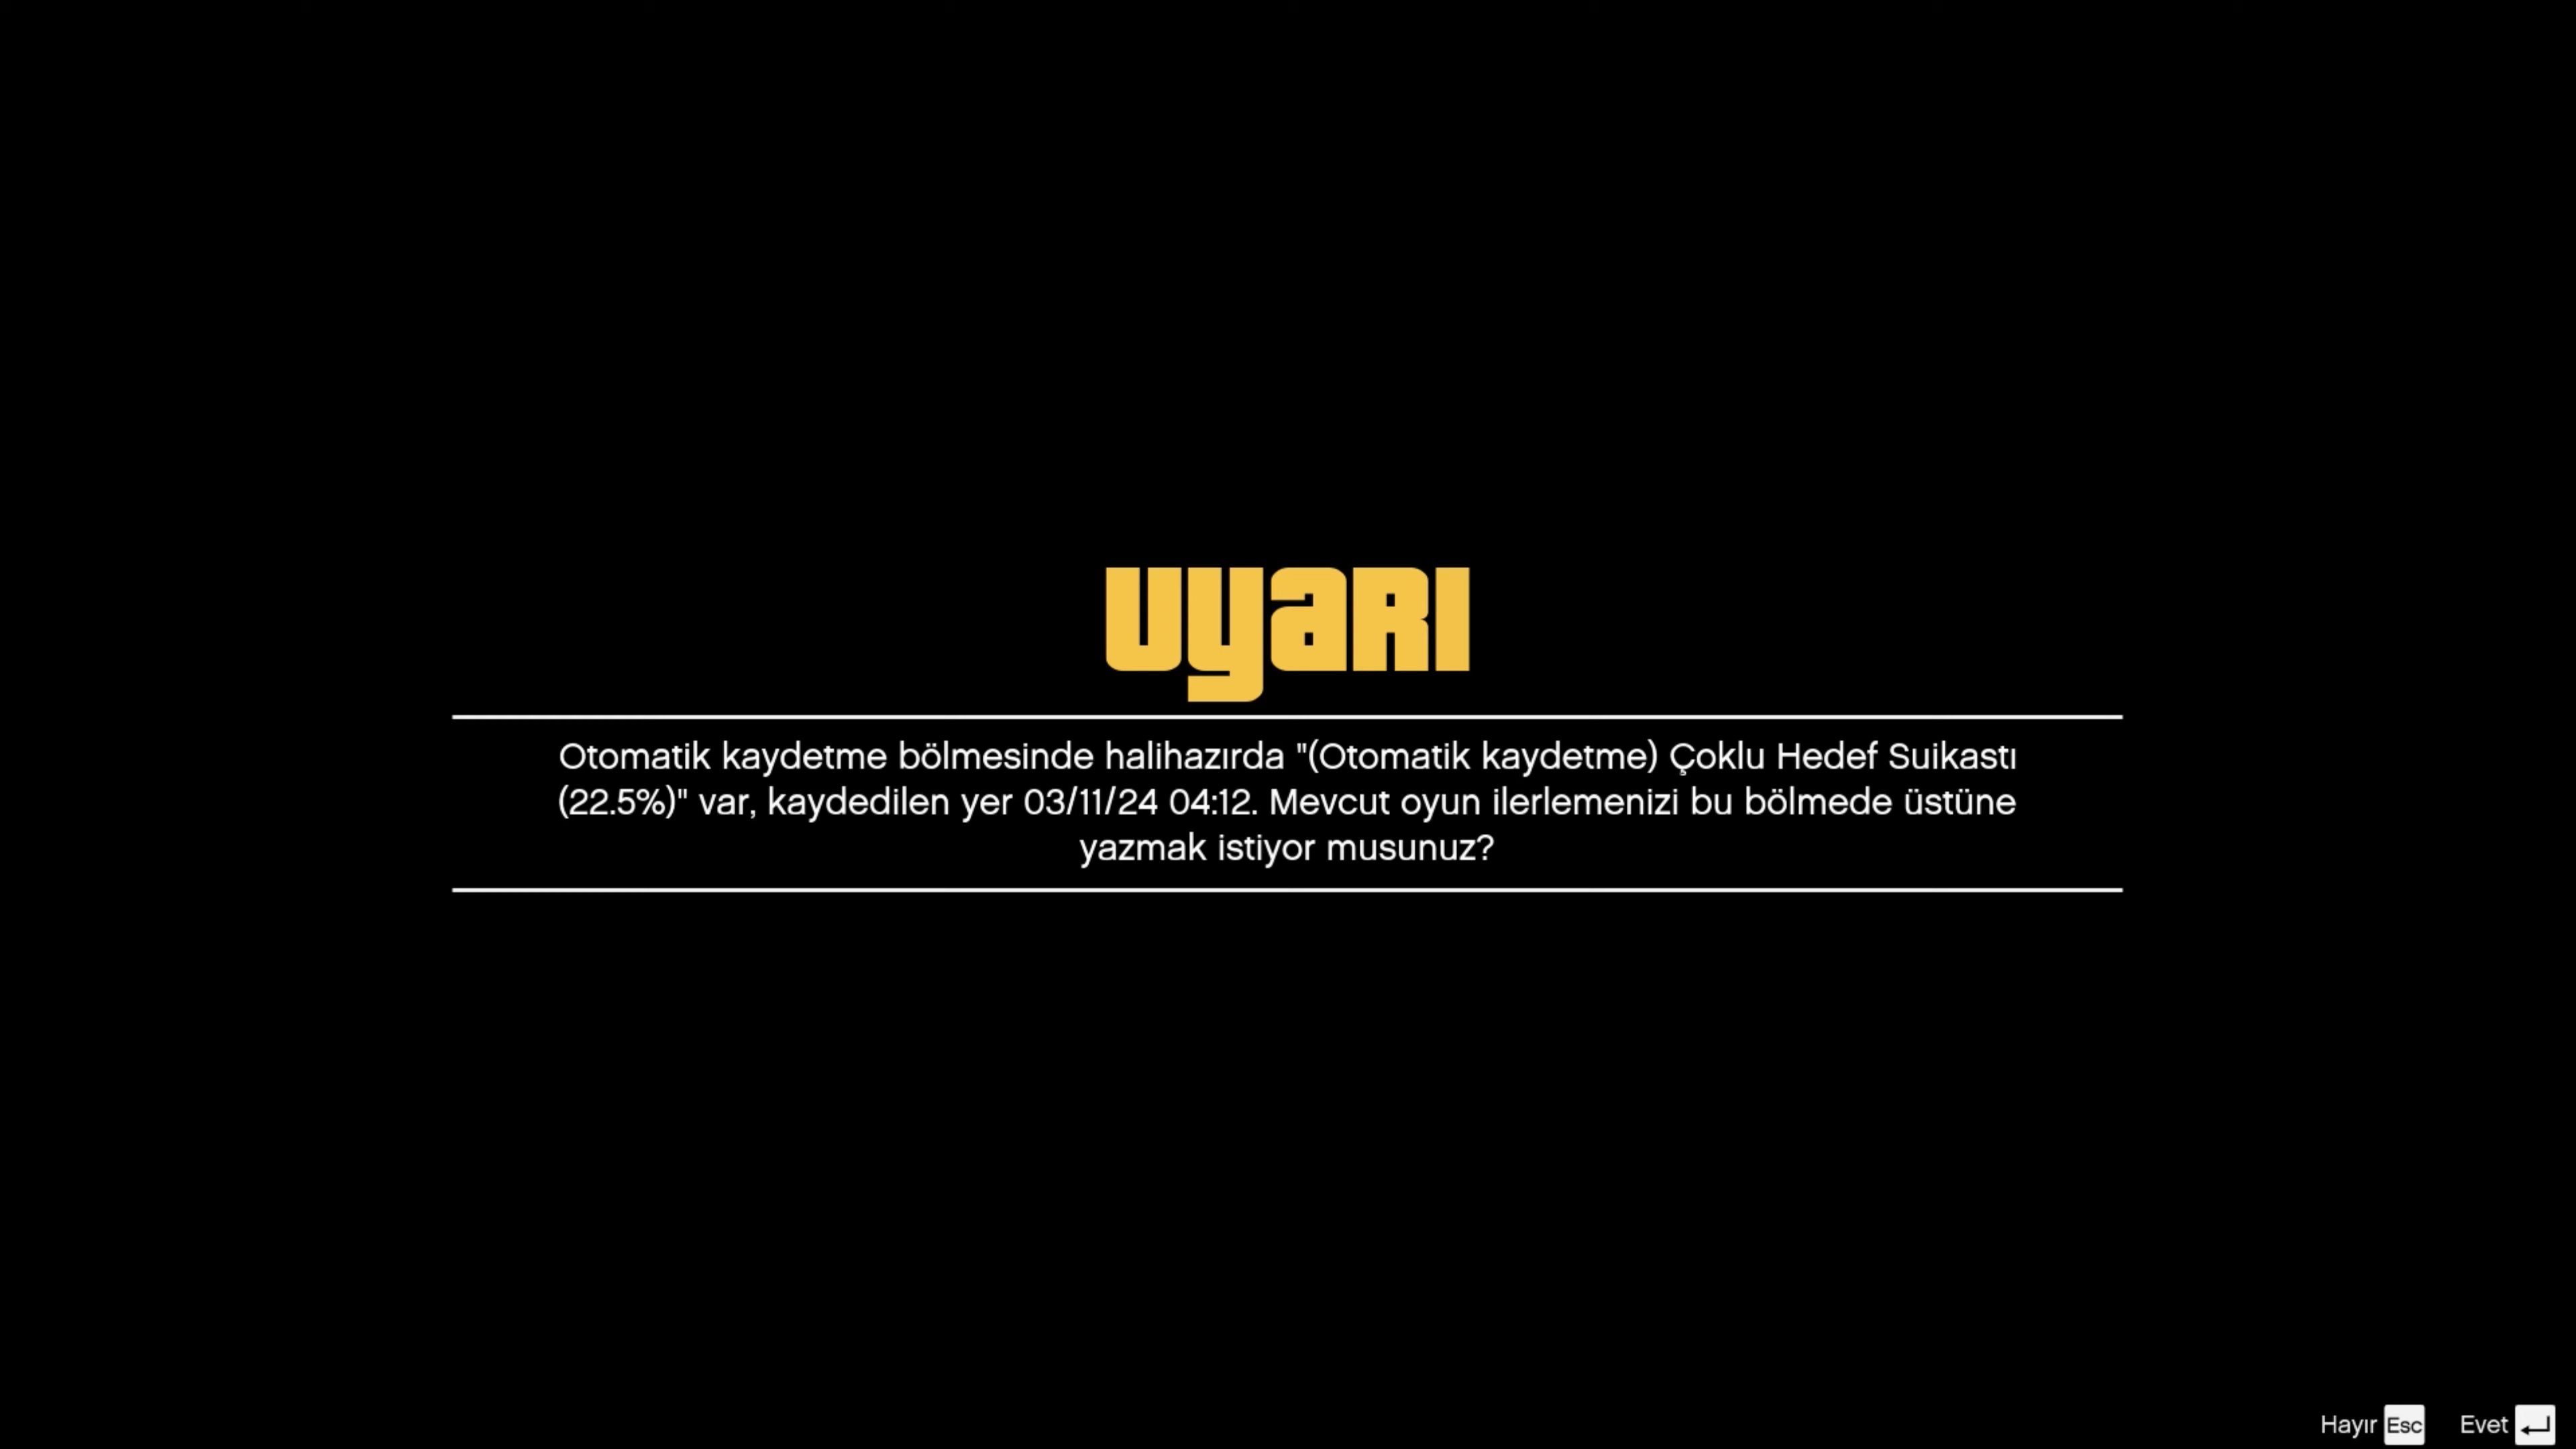 uyaRI
Otomatik kaydetme bölmesinde halihazırda "(Otomatik kaydetme) Çoklu Hedef Suikastı
(22.5%)" var, kaydedilen yer 03/11/24 04:12. Mevcut oyun ilerlemenizi bu bölmede üstüne
yazmak istiyor musunuz?
Hayır Esc Evet